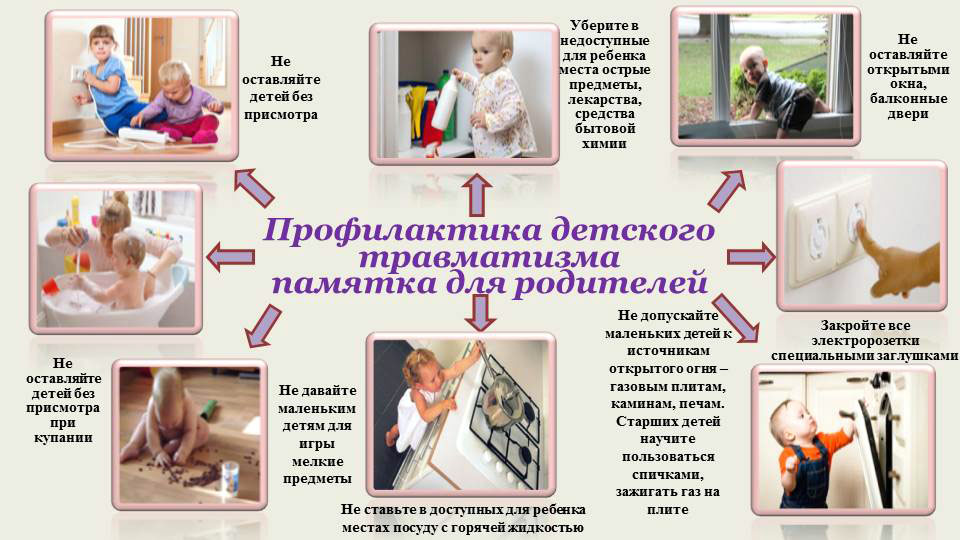 Не
оставляйте
детей без
присмотра
Уберите в
недоступные
для ребенка
места острые
предметы,
лекарства,
средства
бытовой
химии
Не
оставляйте
открытыми
окна,
балконные
двери
Профилактика детского
травматизма
памятка для родителей
Закройте все
электророзетки
специальными заглушками
Не
оставляйте
детей без
присмотра
при
купании
Не давайте
маленьким
детям для
игры
мелкие
предметы
Не ставьте в доступных для ребенка
местах посуду с горячей жидкостью
Не допускайте
маленьких детей к
источникам
открытого огня –
газовым плитам,
каминам, печам.
Старших детей
научите
пользоваться
спичками,
зажигать газ на
плите